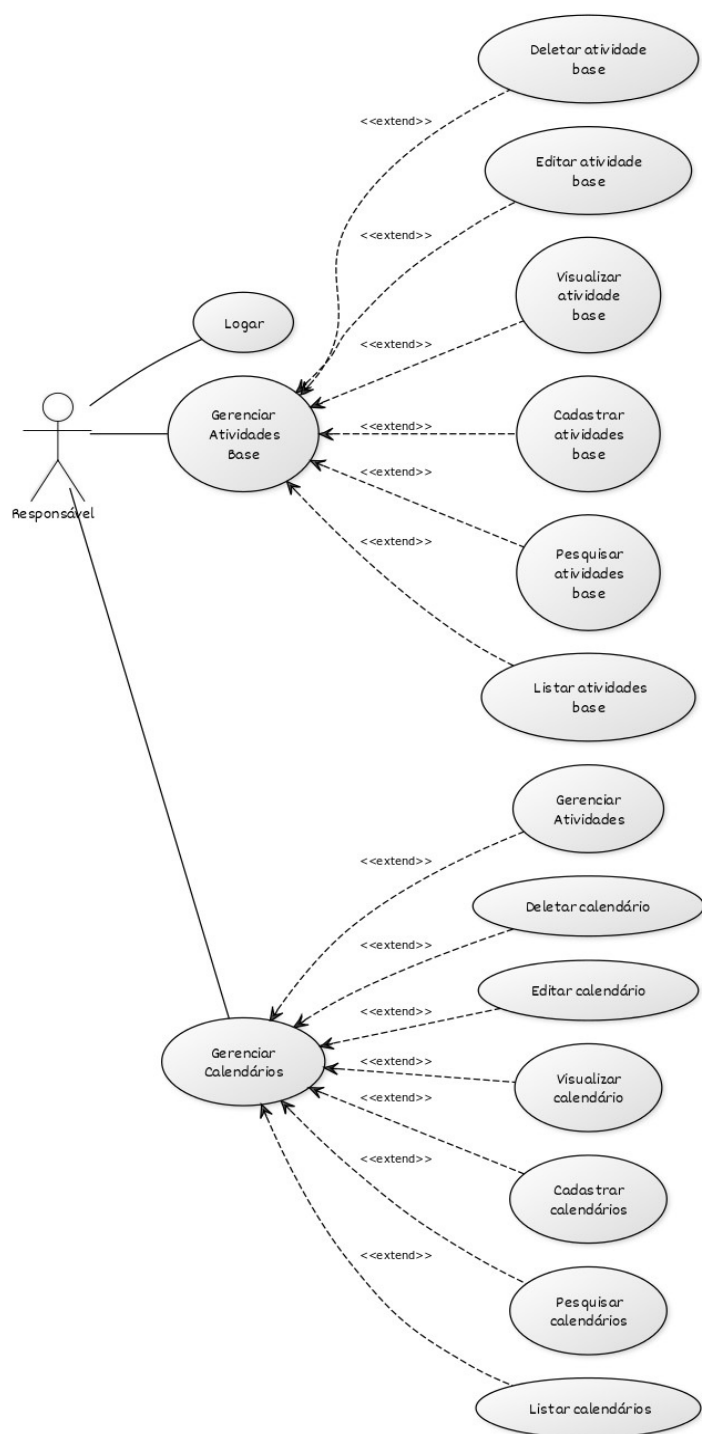 Deletar atividade
base
<<extend>>
Editar atividade
base
<<extend>>
Visualizar
atividade
base
Logar
<<extend>>
Gerenciar
Atividades
Base
<<extend>>
Cadastrar
atividades
base
<<extend>>
Responsável
Pesquisar
atividades
base
<<extend>>
Listar atividades
base
Gerenciar
Atividades
<<extend>>
Deletar calendário
<<extend>>
Editar calendário
<<extend>>
Gerenciar
Calendários
<<extend>>
Visualizar
calendário
<<extend>>
Cadastrar
calendários
<<extend>>
Pesquisar
calendários
<<extend>>
Listar calendários